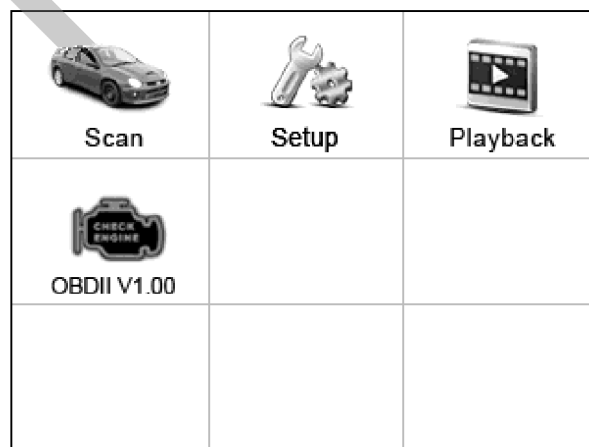 Scan
Setup
Playback
CHECK
ENGINE
OBDII V1.00